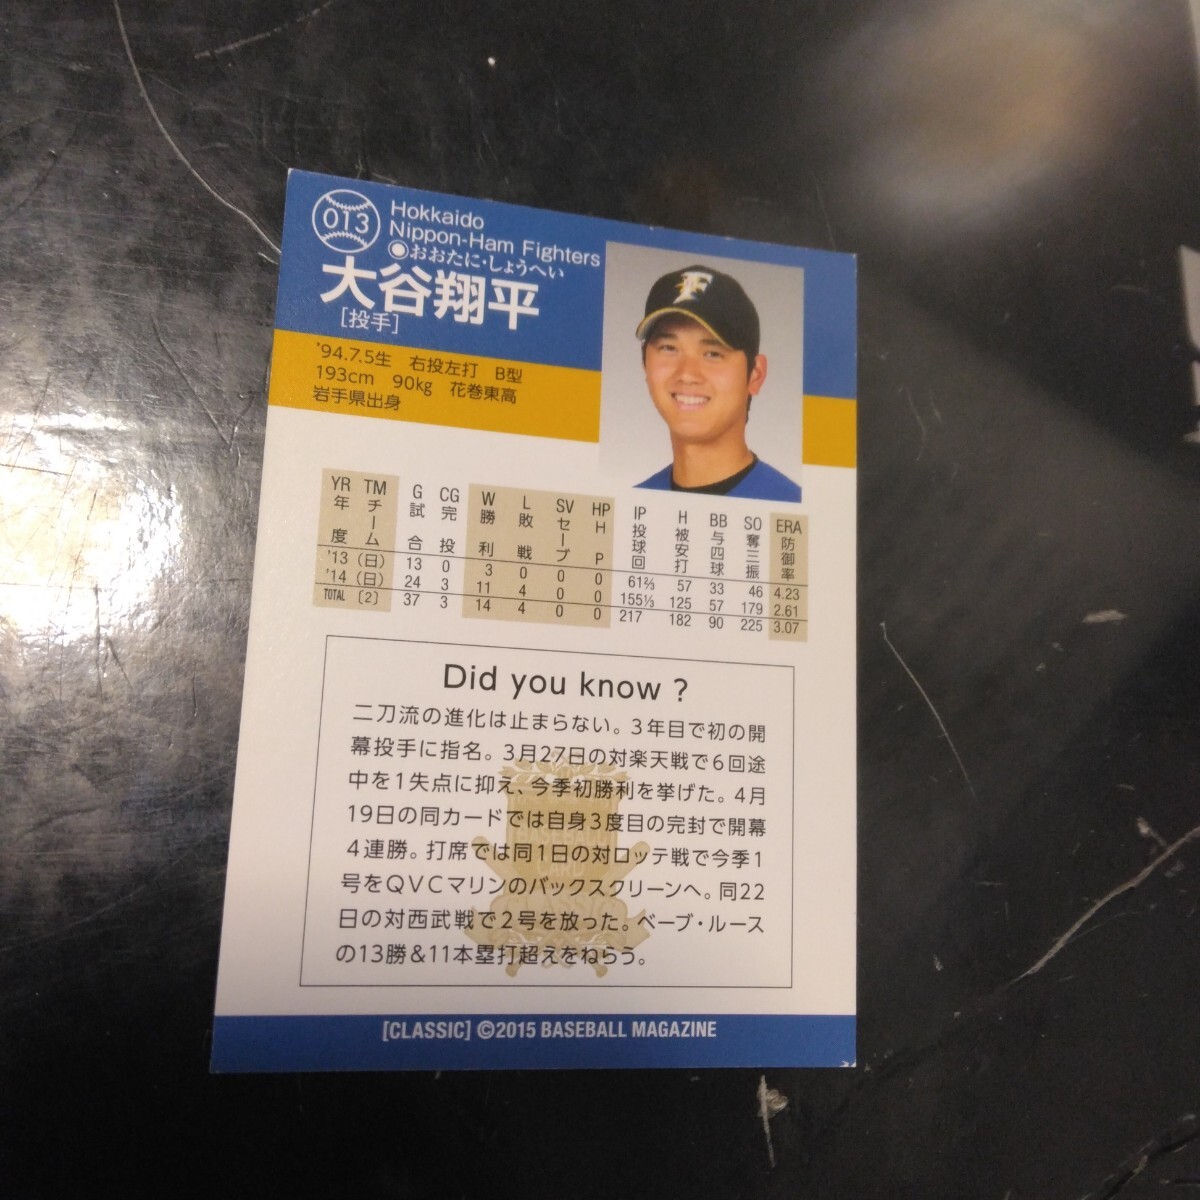 013
Hokkaido
Nippon-Ham Fighters
●おおたに・しょうへい
大谷翔平
[投手]
'94.7.5生 右投左打 B型
193cm 90kg 花巻東高
岩手県出身
F
YR TM G CG W L SV HP IP H BB SO ERA
年度 チーム 試合 完投 勝利 敗戦 セーブ HP 投球回 被安打 与四球 奪三振 防御率
'13 (日) 13 0 3 0 0 0 61⅔ 57 33 46 4.23
'14 (日) 24 3 11 4 0 0 155⅓ 125 57 179 2.61
TOTAL [2] 37 3 14 4 0 0 217 182 90 225 3.07
Did you know ?
二刀流の進化は止まらない。3年目で初の開
幕投手に指名。3月27日の対楽天戦で6回途
中を1失点に抑え、今季初勝利を挙げた。4月
19日の同カードでは自身3度目の完封で開幕
4連勝。打席では同1日の対ロッテ戦で今季1
号をQVCマリンのバックスクリーンへ。同22
日の対西武戦で2号を放った。ベーブ・ルース
の13勝&11本塁打超えをねらう。
BASEBALL
CARD
CLASSIC
[CLASSIC] ©2015 BASEBALL MAGAZINE